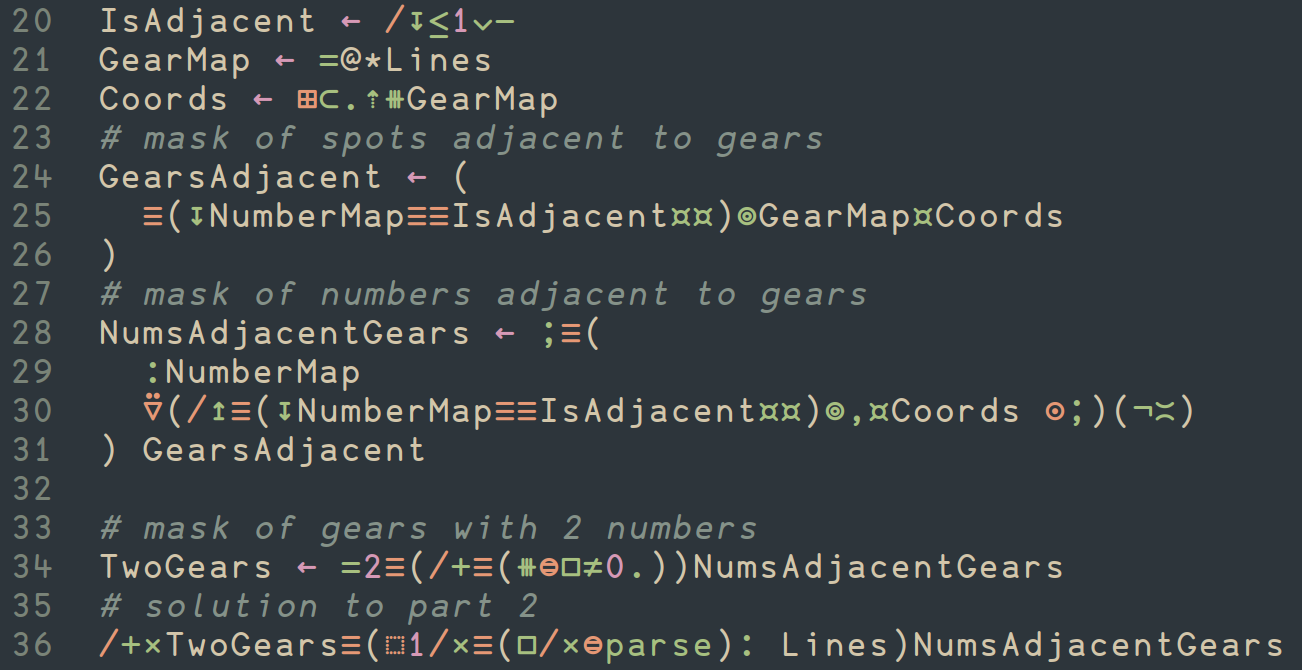 20 IsAdjacent ← /↧≤1⌵-
21 GearMap ← =@*Lines
22 Coords ← ⊞⊂.⇡⧻GearMap
23 # mask of spots adjacent to gears
24 GearsAdjacent ← (
25   ≡(↧NumberMap≡≡IsAdjacent¤¤)⊚GearMap¤Coords
26 )
27 # mask of numbers adjacent to gears
28 NumsAdjacentGears ← ;≡(
29   :NumberMap
30   ⍢(/↥≡(↧NumberMap≡≡IsAdjacent¤¤)⊚,¤Coords ⊙;)(¬≍)
31 ) GearsAdjacent
32
33 # mask of gears with 2 numbers
34 TwoGears ← =2≡(/+≡(⧻⊜□≠0.))NumsAdjacentGears
35 # solution to part 2
36 /+×TwoGears≡(⬚1/×≡(□/×⊜parse): Lines)NumsAdjacentGears